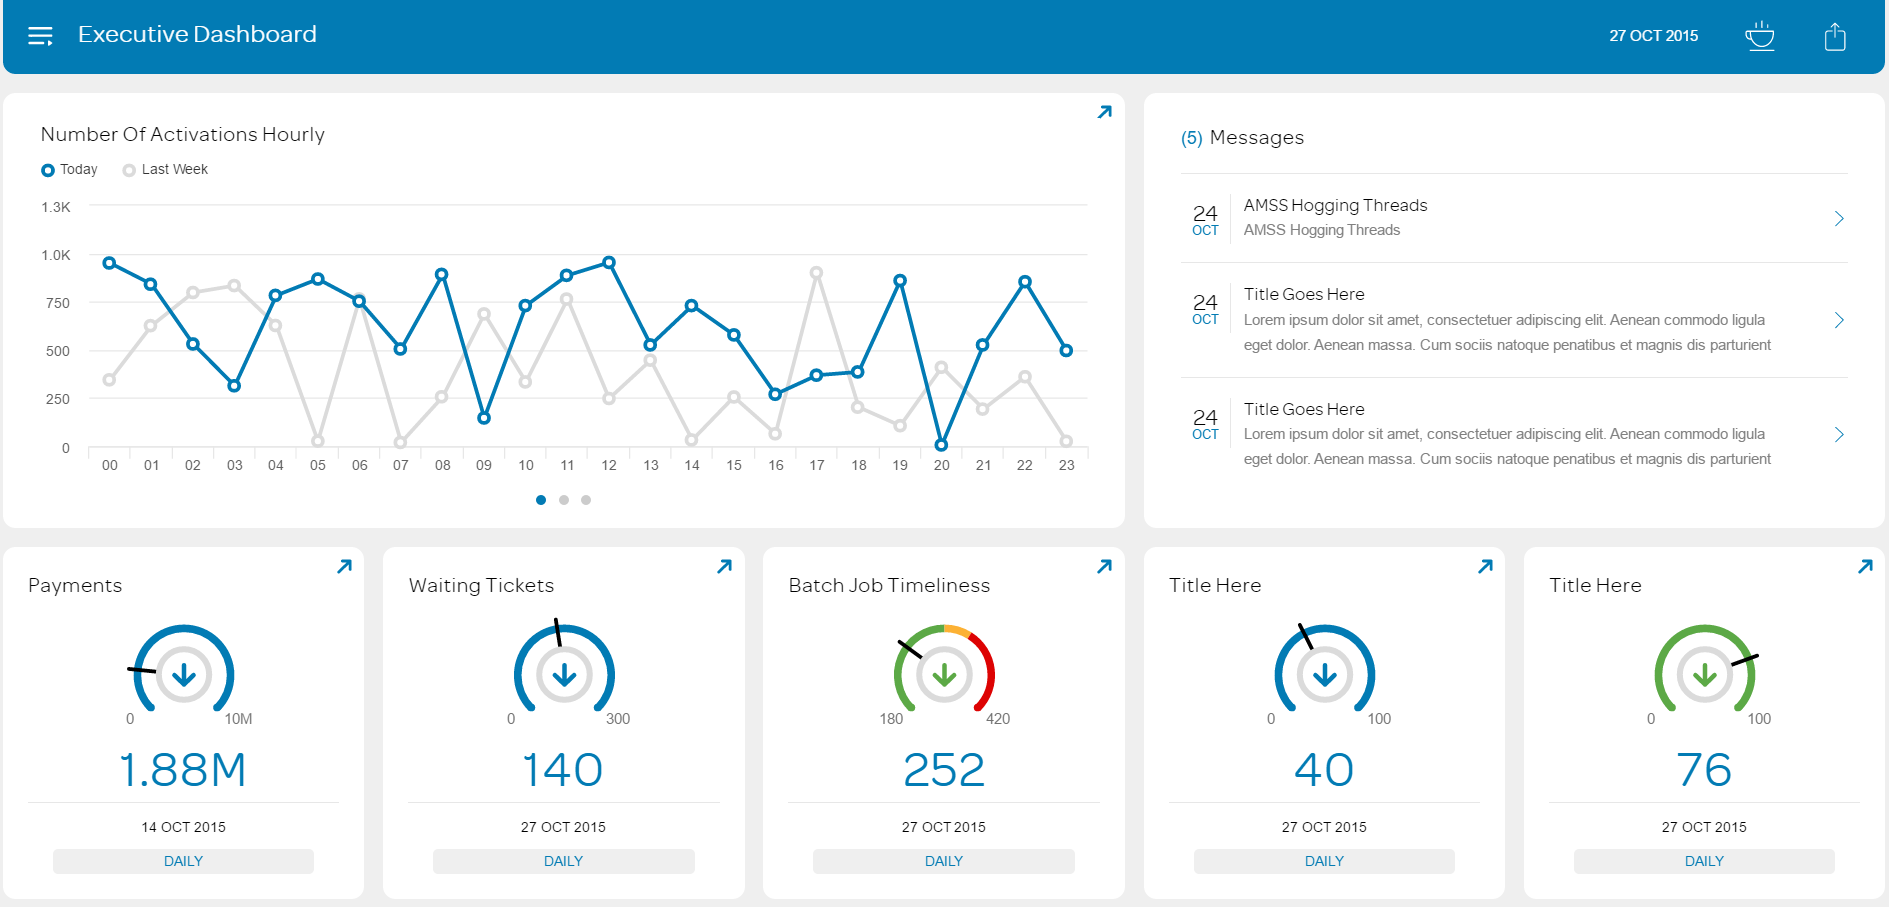 Executive Dashboard
27 OCT 2015
Number Of Activations Hourly
Today
Last Week
1.3K
1.0K
750
500
250
0
00 01 02 03 04 05 06 07 08 09 10 11 12 13 14 15 16 17 18 19 20 21 22 23
(5) Messages
24
OCT
AMSS Hogging Threads
AMSS Hogging Threads
24
OCT
Title Goes Here
Lorem ipsum dolor sit amet, consectetuer adipiscing elit. Aenean commodo ligula
eget dolor. Aenean massa. Cum sociis natoque penatibus et magnis dis parturient
24
OCT
Title Goes Here
Lorem ipsum dolor sit amet, consectetuer adipiscing elit. Aenean commodo ligula
eget dolor. Aenean massa. Cum sociis natoque penatibus et magnis dis parturient
Payments
0 10M
1.88M
14 OCT 2015
DAILY
Waiting Tickets
0 300
140
27 OCT 2015
DAILY
Batch Job Timeliness
180 420
252
27 OCT 2015
DAILY
Title Here
0 100
40
27 OCT 2015
DAILY
Title Here
0 100
76
27 OCT 2015
DAILY